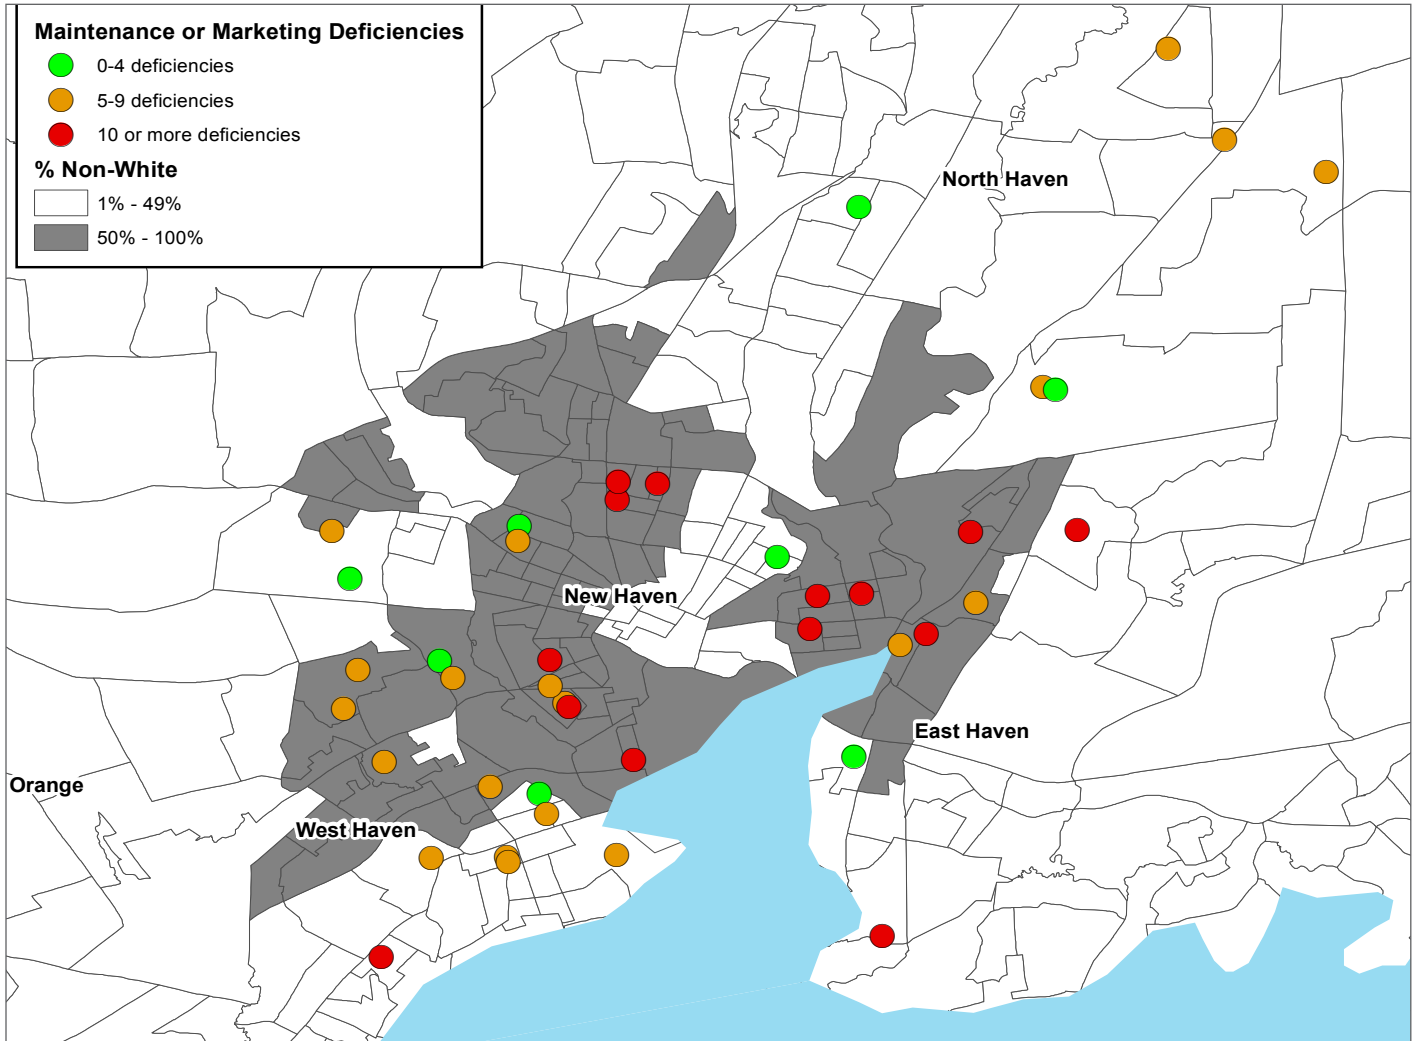 Maintenance or Marketing Deficiencies
0-4 deficiencies
5-9 deficiencies
10 or more deficiencies
% Non-White
1% - 49%
50% - 100%
North Haven
New Haven
East Haven
Orange
West Haven